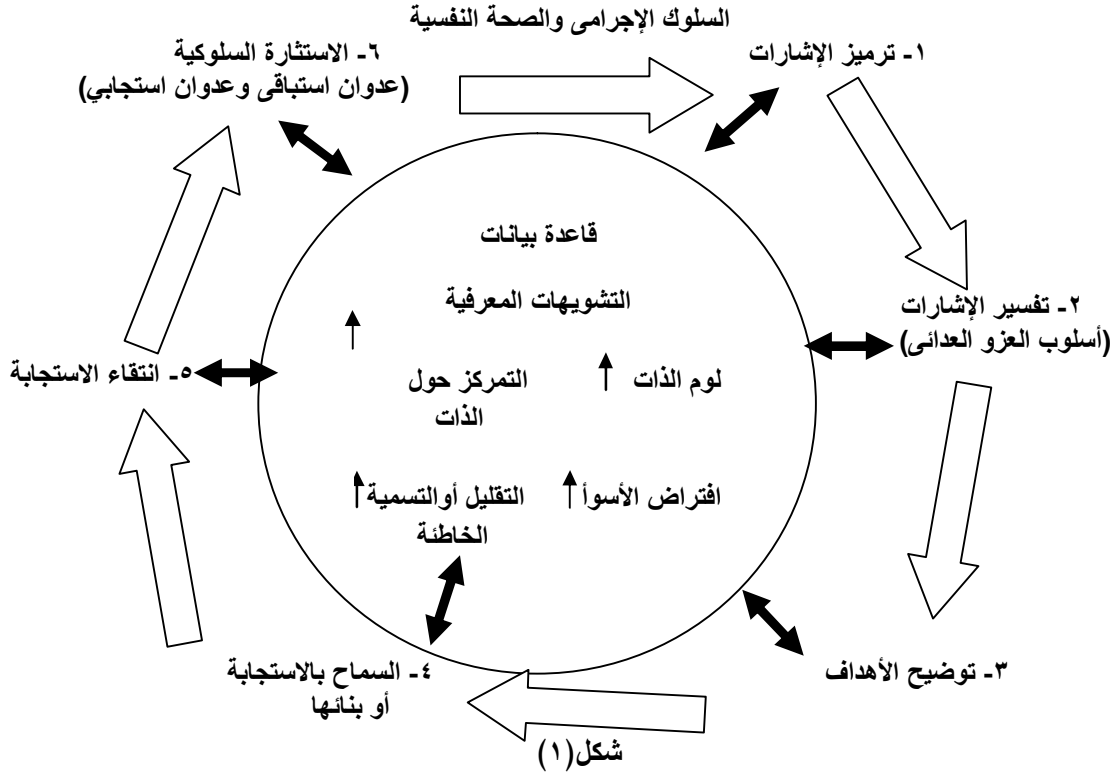 السلوك الإجرامى والصحة النفسية
١- ترميز الإشارات
٦- الاستثارة السلوكية
(عدوان استباقى وعدوان استجابي)
قاعدة بيانات
التشويهات المعرفية
٢- تفسير الإشارات
(أسلوب العزو العدائى)
لوم الذات
التمركز حول
الذات
٥- انتقاء الاستجابة
افتراض الأسوأ
التقليل أوالتسمية
الخاطئة
٣- توضيح الأهداف
٤- السماح بالاستجابة
أو بنائها
شكل(١)